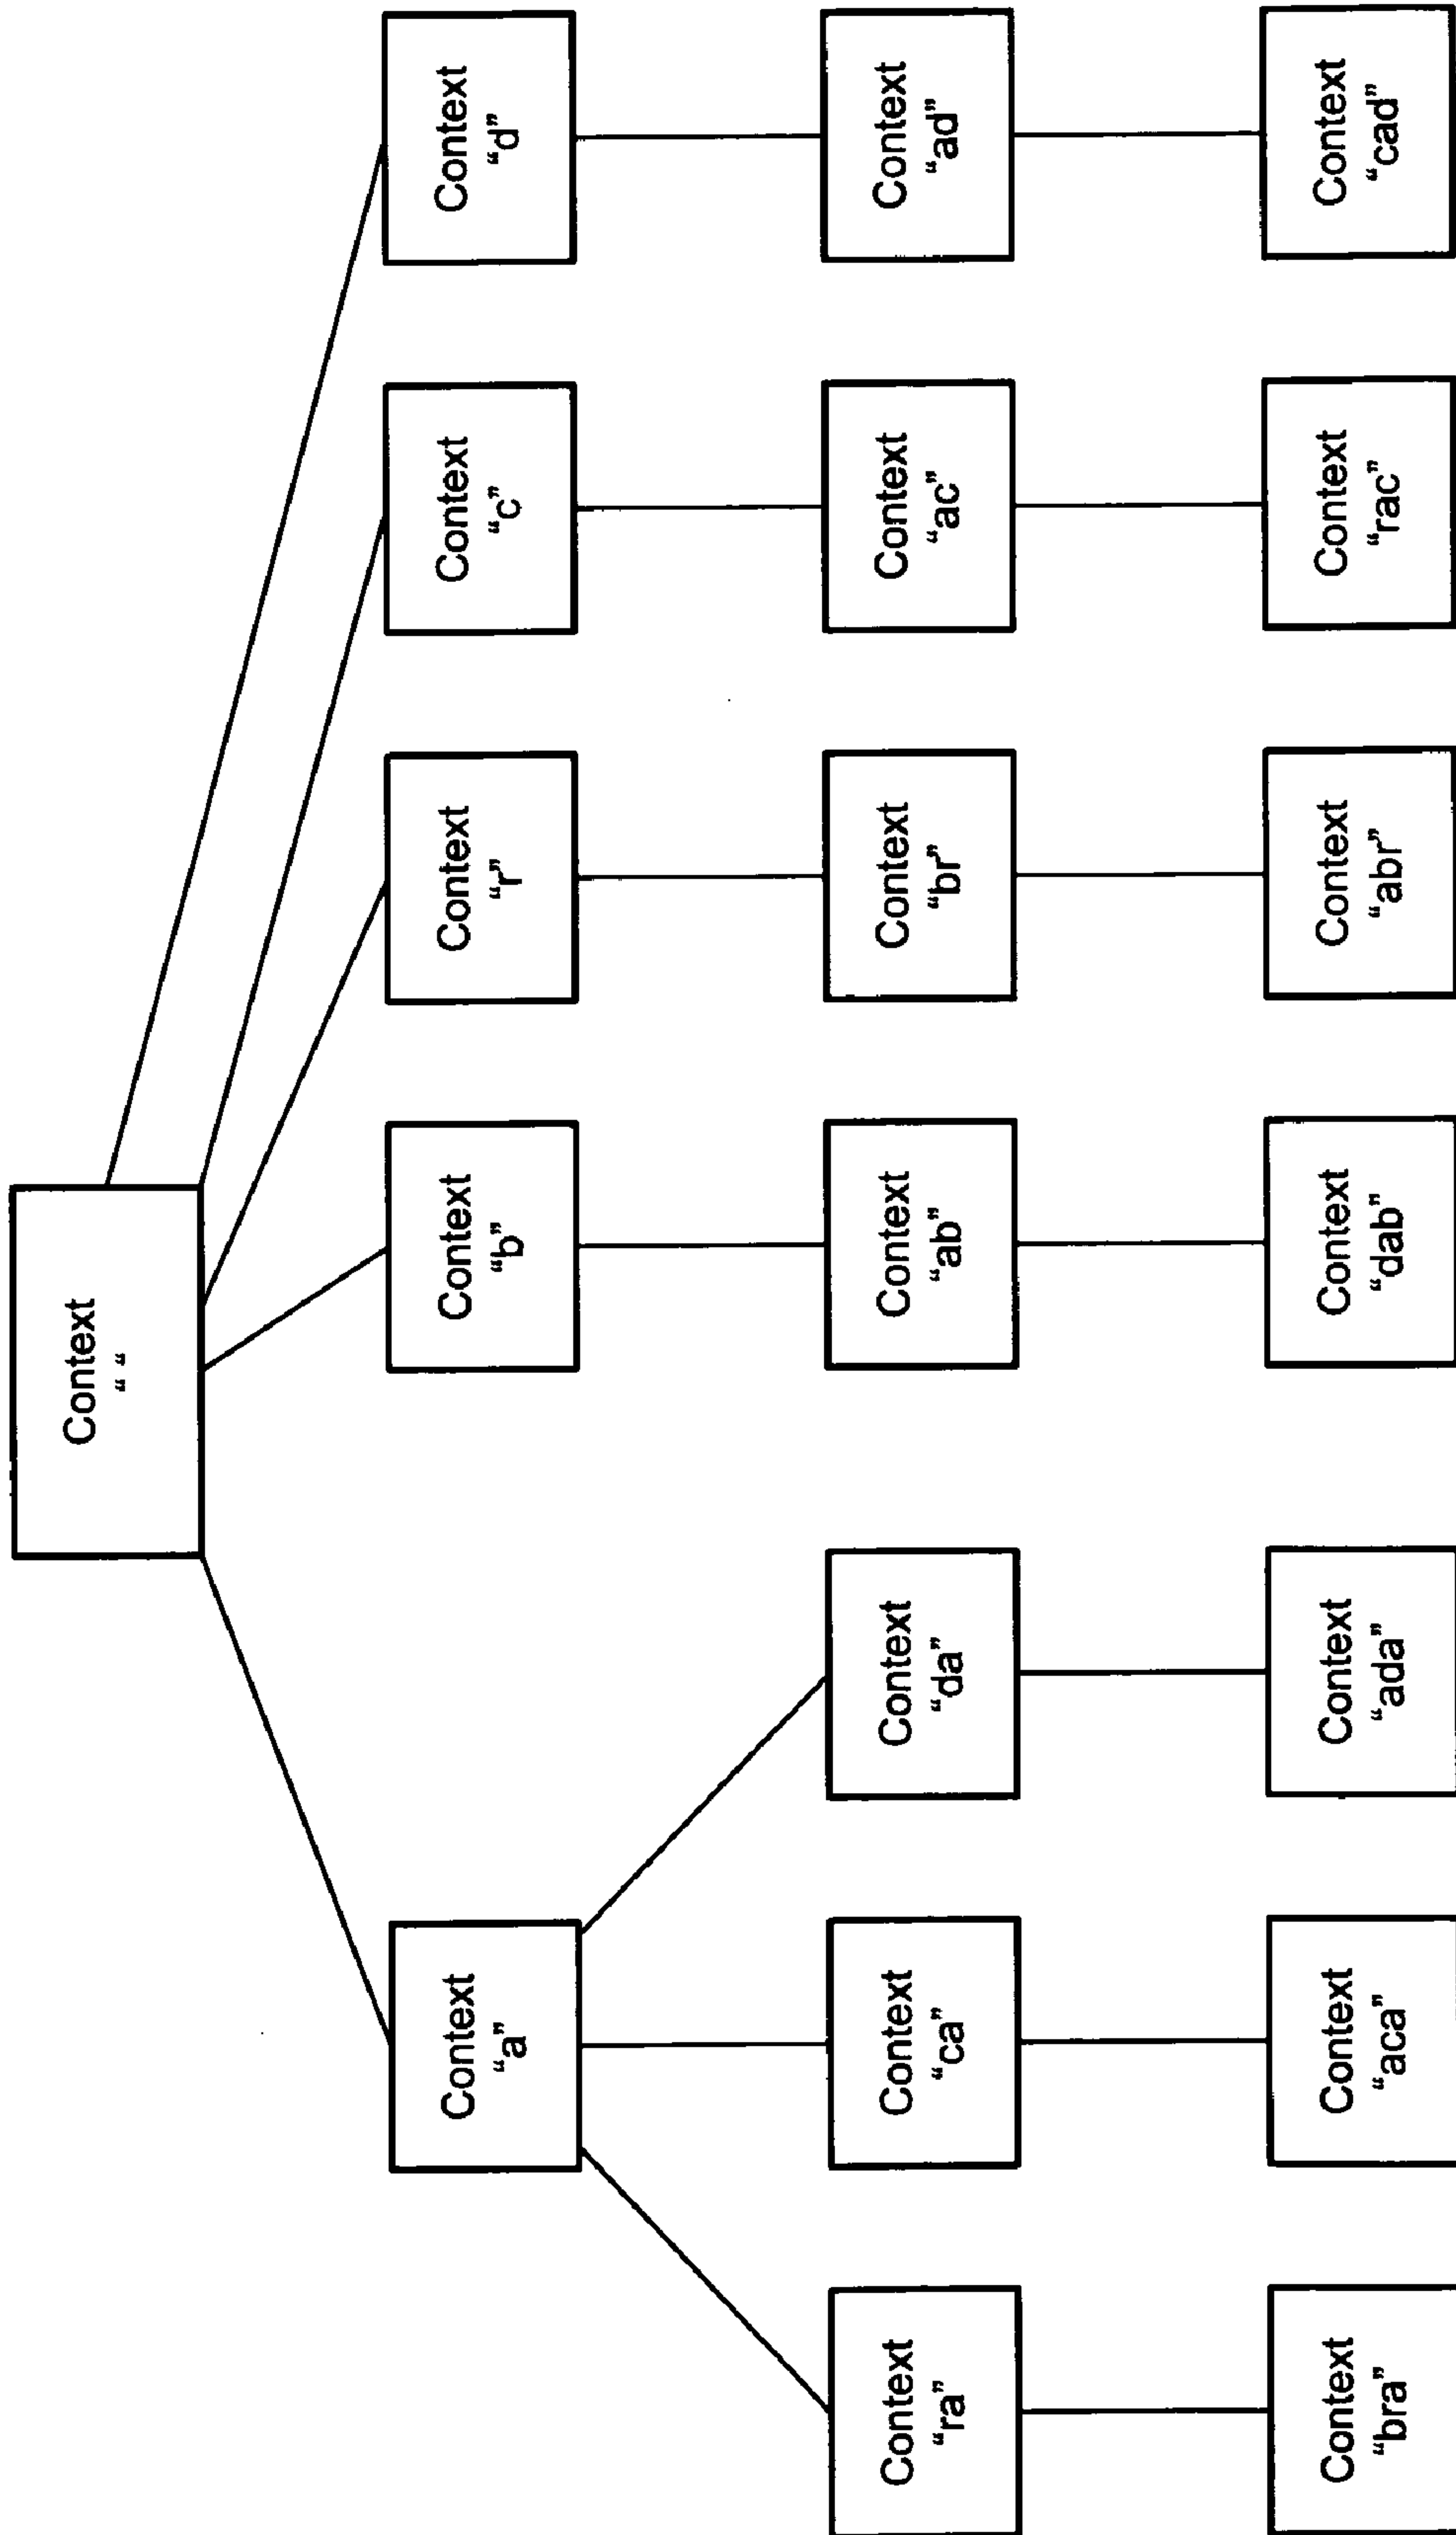 Context
“ “
Context
“a”
Context
“b”
Context
“r”
Context
“c”
Context
“d”
Context
“ra”
Context
“ca”
Context
“da”
Context
“ab”
Context
“br”
Context
“ac”
Context
“ad”
Context
“bra”
Context
“aca”
Context
“ada”
Context
“dab”
Context
“abr”
Context
“rac”
Context
“cad”